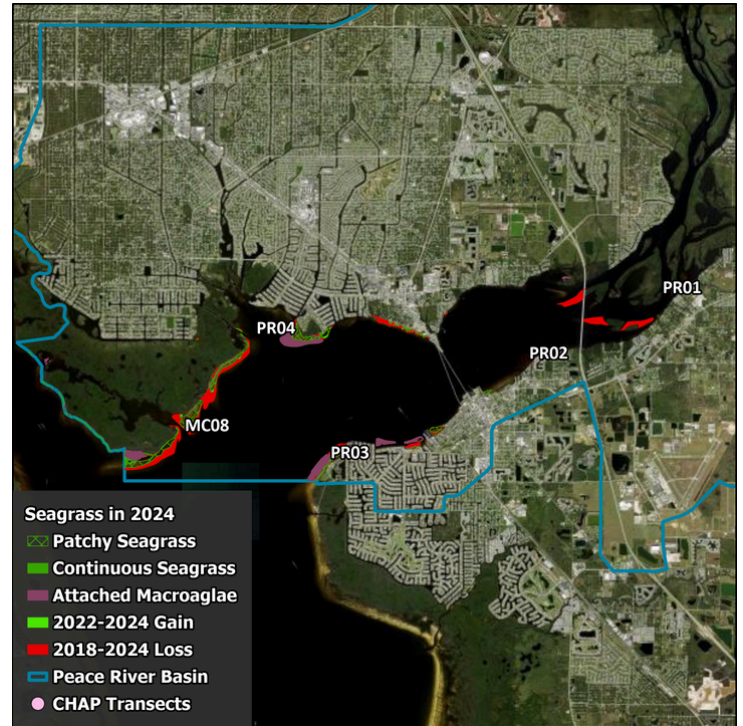 PR01
PR04
PR02
MC08
PR03
Seagrass in 2024
Patchy Seagrass
Continuous Seagrass
Attached Macroaglae
2022-2024 Gain
2018-2024 Loss
Peace River Basin
CHAP Transects